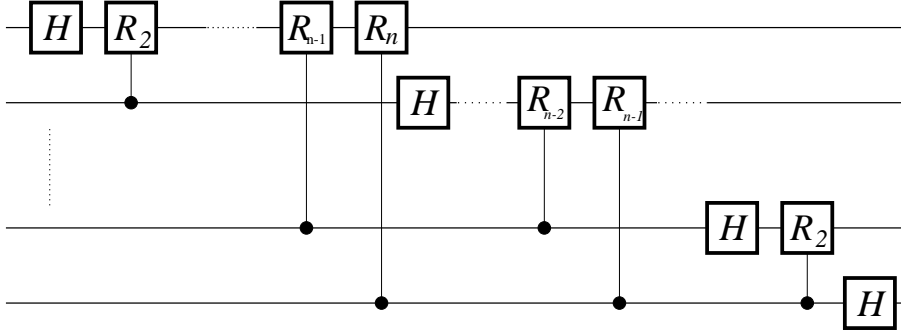 H R₂ Rₙ₋₁ Rₙ
H Rₙ₋₂ Rₙ₋₁
H R₂
H